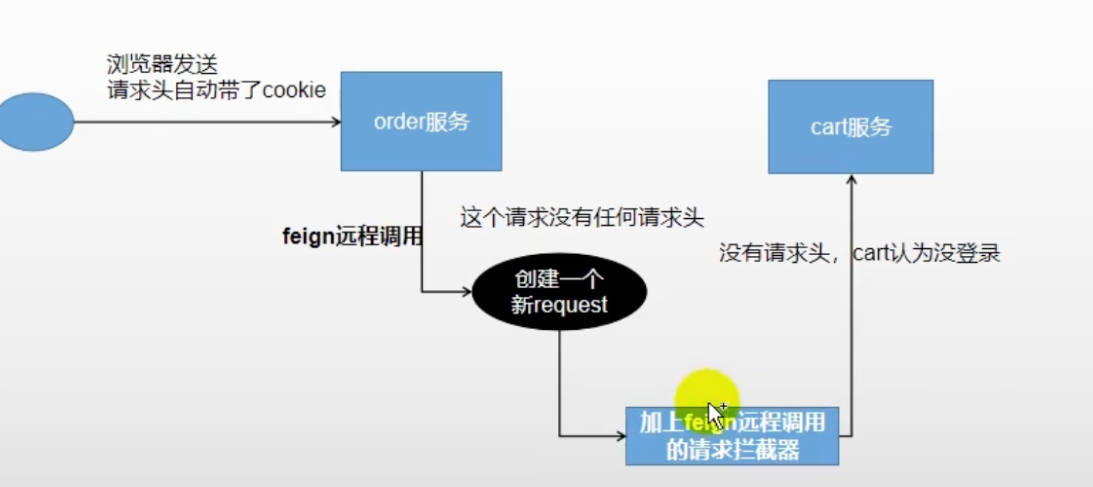 浏览器发送
请求头自动带了cookie
order服务
cart服务
feign远程调用
这个请求没有任何请求头
没有请求头，cart认为没登录
创建一个
新request
加上feign远程调用
的请求拦截器